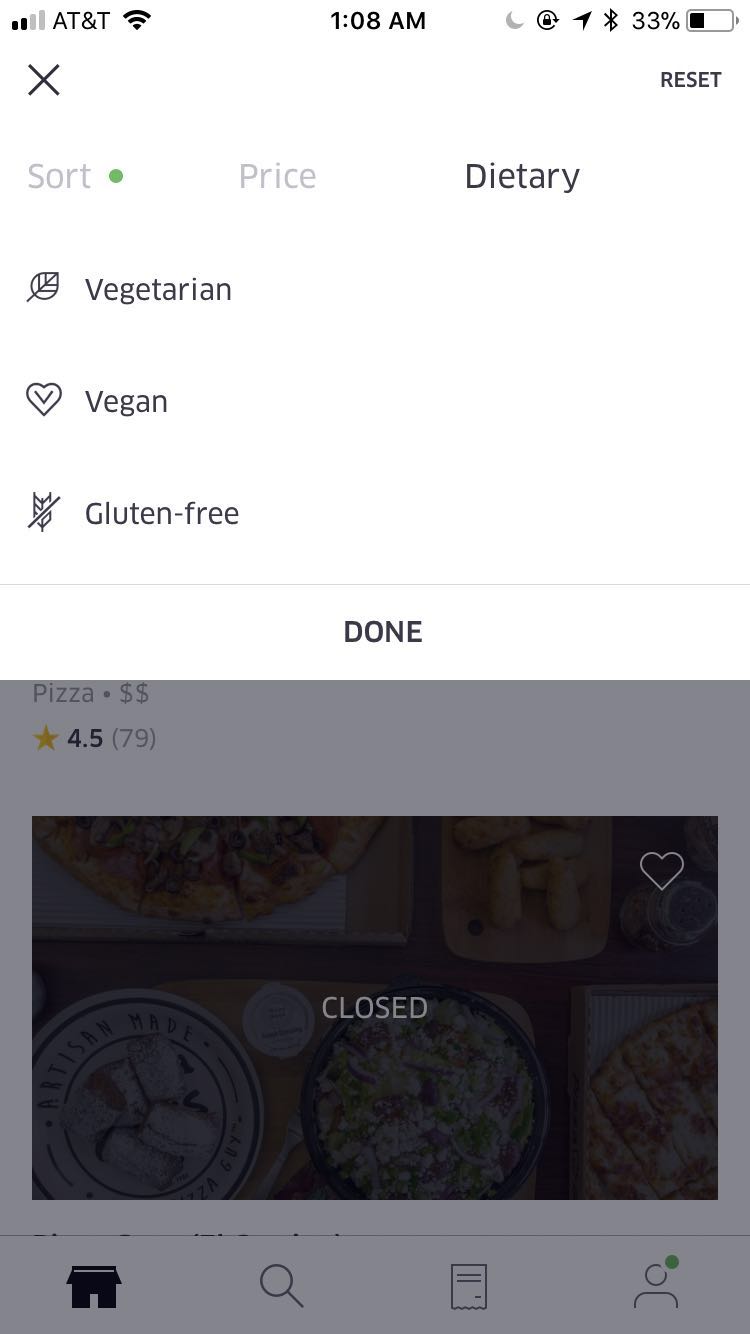 AT&T 1:08 AM 33%
RESET
Sort Price Dietary
Vegetarian
Vegan
Gluten-free
DONE
Pizza • $$
4.5 (79)
CLOSED
ARTISAN MADE
PIZZA GUY